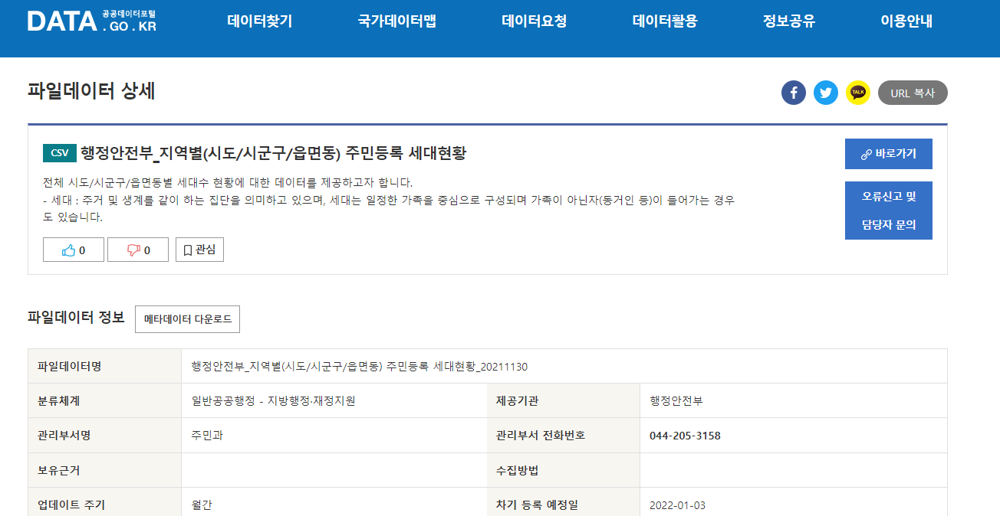 DATA 공공데이터포털
.GO.KR
데이터찾기 국가데이터맵 데이터요청 데이터활용 정보공유 이용안내
파일데이터 상세
f TALK URL 복사
CSV 행정안전부_지역별(시도/시군구/읍면동) 주민등록 세대현황
바로가기
전체 시도/시군구/읍면동별 세대수 현황에 대한 데이터를 제공하고자 합니다.
- 세대 : 주거 및 생계를 같이 하는 집단을 의미하고 있으며, 세대는 일정한 가족을 중심으로 구성되며 가족이 아닌자(동거인 등)이 들어가는 경우
도 있습니다.
오류신고 및
담당자 문의
0 0 관심
파일데이터 정보 메타데이터 다운로드
파일데이터명 행정안전부_지역별(시도/시군구/읍면동) 주민등록 세대현황_20211130
분류체계 일반공공행정 - 지방행정·재정지원 제공기관 행정안전부
관리부서명 주민과 관리부서 전화번호 044-205-3158
보유근거 수집방법
업데이트 주기 월간 차기 등록 예정일 2022-01-03